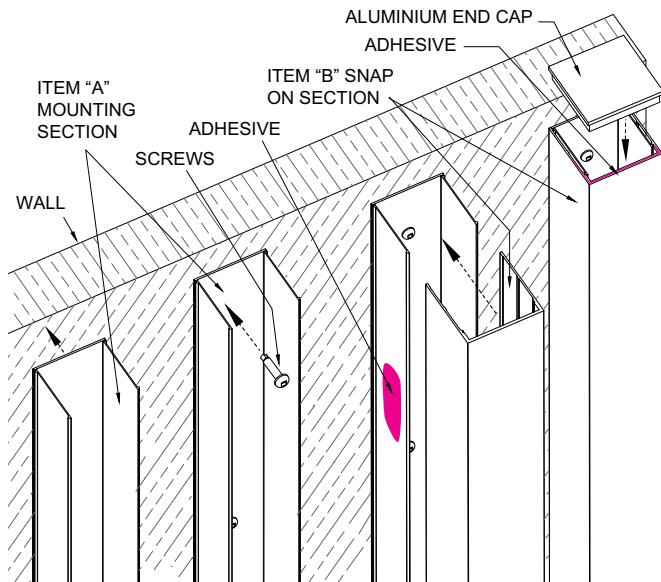 ALUMINIUM END CAP
ADHESIVE
ITEM “B” SNAP
ON SECTION
ITEM “A”
MOUNTING
SECTION
ADHESIVE
SCREWS
WALL